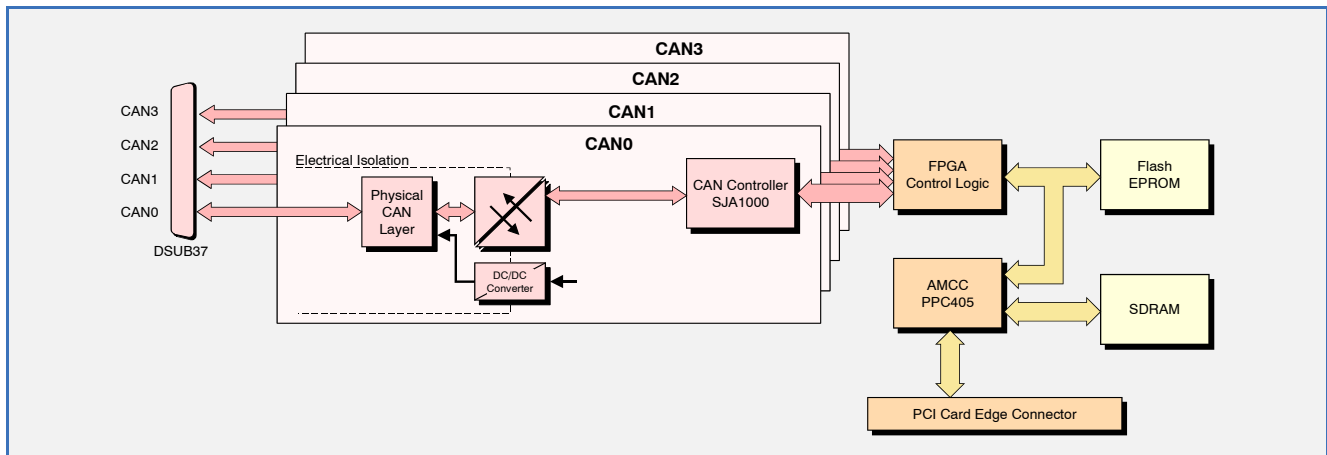 CAN3
CAN2
CAN1
CAN0
CAN3
CAN2
CAN1
CAN0
DSUB37
Electrical Isolation
Physical
CAN
Layer
DC/DC
Converter
CAN Controller
SJA1000
FPGA
Control Logic
Flash
EPROM
AMCC
PPC405
SDRAM
PCI Card Edge Connector